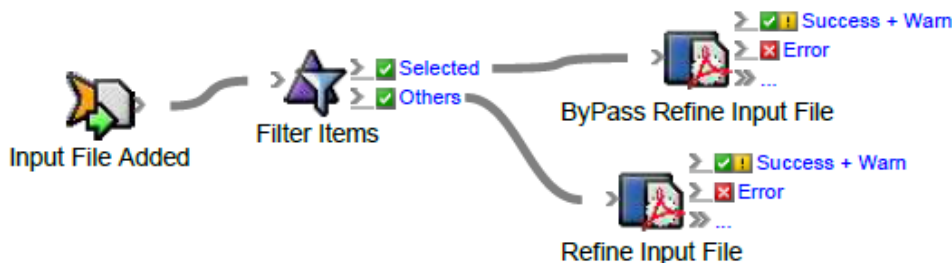 Success + Warn
Error
...
Selected
Others
ByPass Refine Input File
Filter Items
Input File Added
Success + Warn
Error
...
Refine Input File